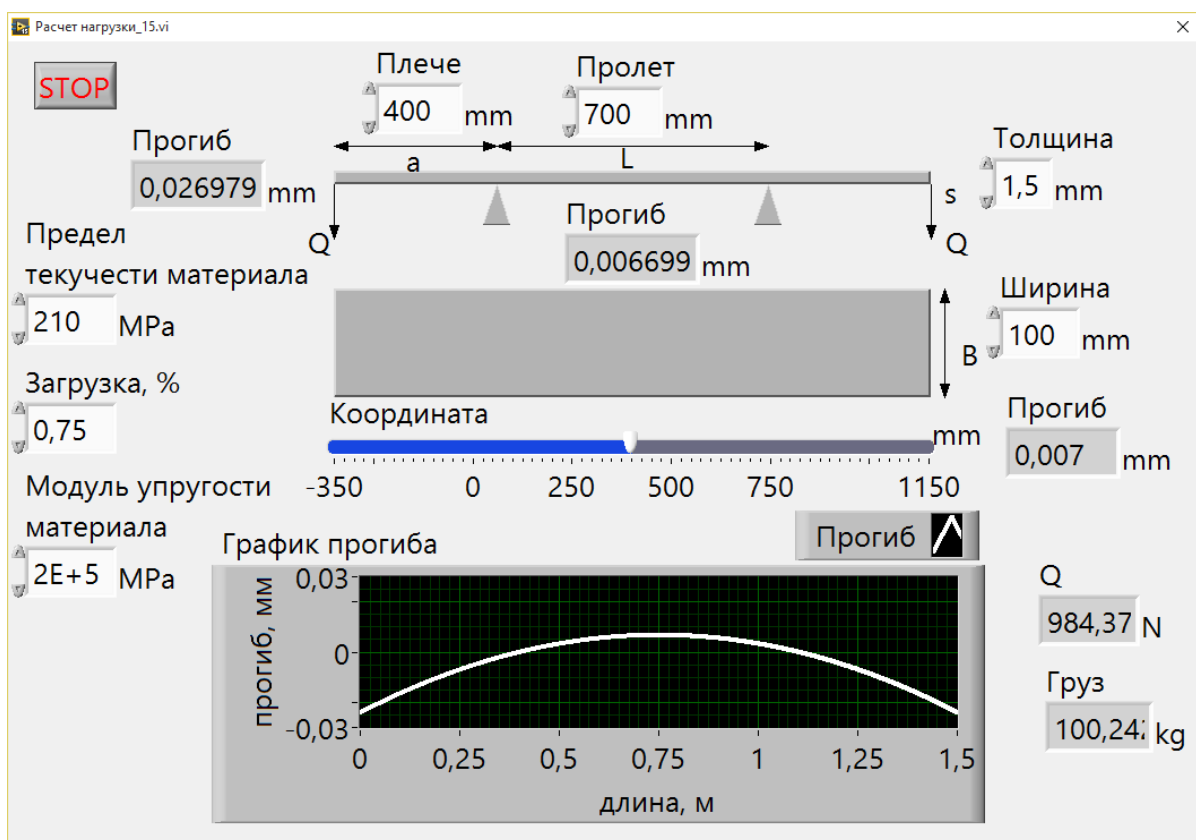 Расчет нагрузки_15.vi
STOP
Плече
400 mm
Пролет
700 mm
Прогиб
0,026979 mm
a
L
Толщина
1,5 mm
s
Q
Q
Прогиб
0,006699 mm
Предел
текучести материала
210 MPa
Ширина
100 mm
B
Загрузка, %
0,75
Координата
mm
-350 0 250 500 750 1150
Прогиб
0,007 mm
Модуль упругости
материала
2E+5 MPa
График прогиба
Прогиб
прогиб, мм
0,03
0
-0,03
0 0,25 0,5 0,75 1 1,25 1,5
длина, м
Q
984,37 N
Груз
100,24 kg